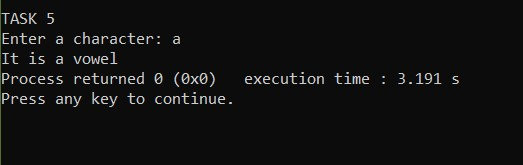 TASK 5
Enter a character: a
It is a vowel
Process returned 0 (0x0)   execution time : 3.191 s
Press any key to continue.